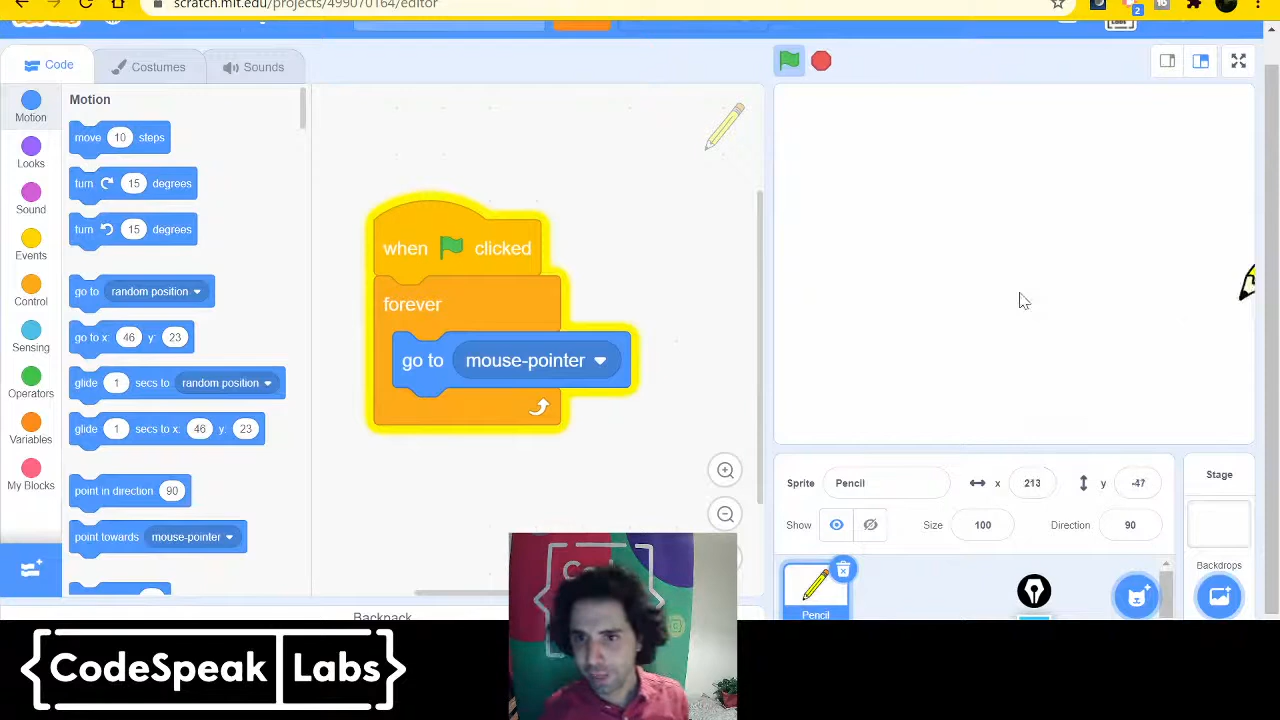 scratch.mit.edu/projects/499070164/editor
2
16
Code
Costumes
Sounds
Motion
Looks
Sound
Events
Control
Sensing
Operators
Variables
My Blocks
Motion
move 10 steps
turn 15 degrees
turn 15 degrees
go to random position
go to x: 46 y: 23
glide 1 secs to random position
glide 1 secs to x: 46 y: 23
point in direction 90
point towards mouse-pointer
when clicked
forever
go to mouse-pointer
Backpack
Sprite Pencil x 213 y -47
Show Size 100 Direction 90
Pencil
Stage
Backdrops
{CodeSpeak|Labs}